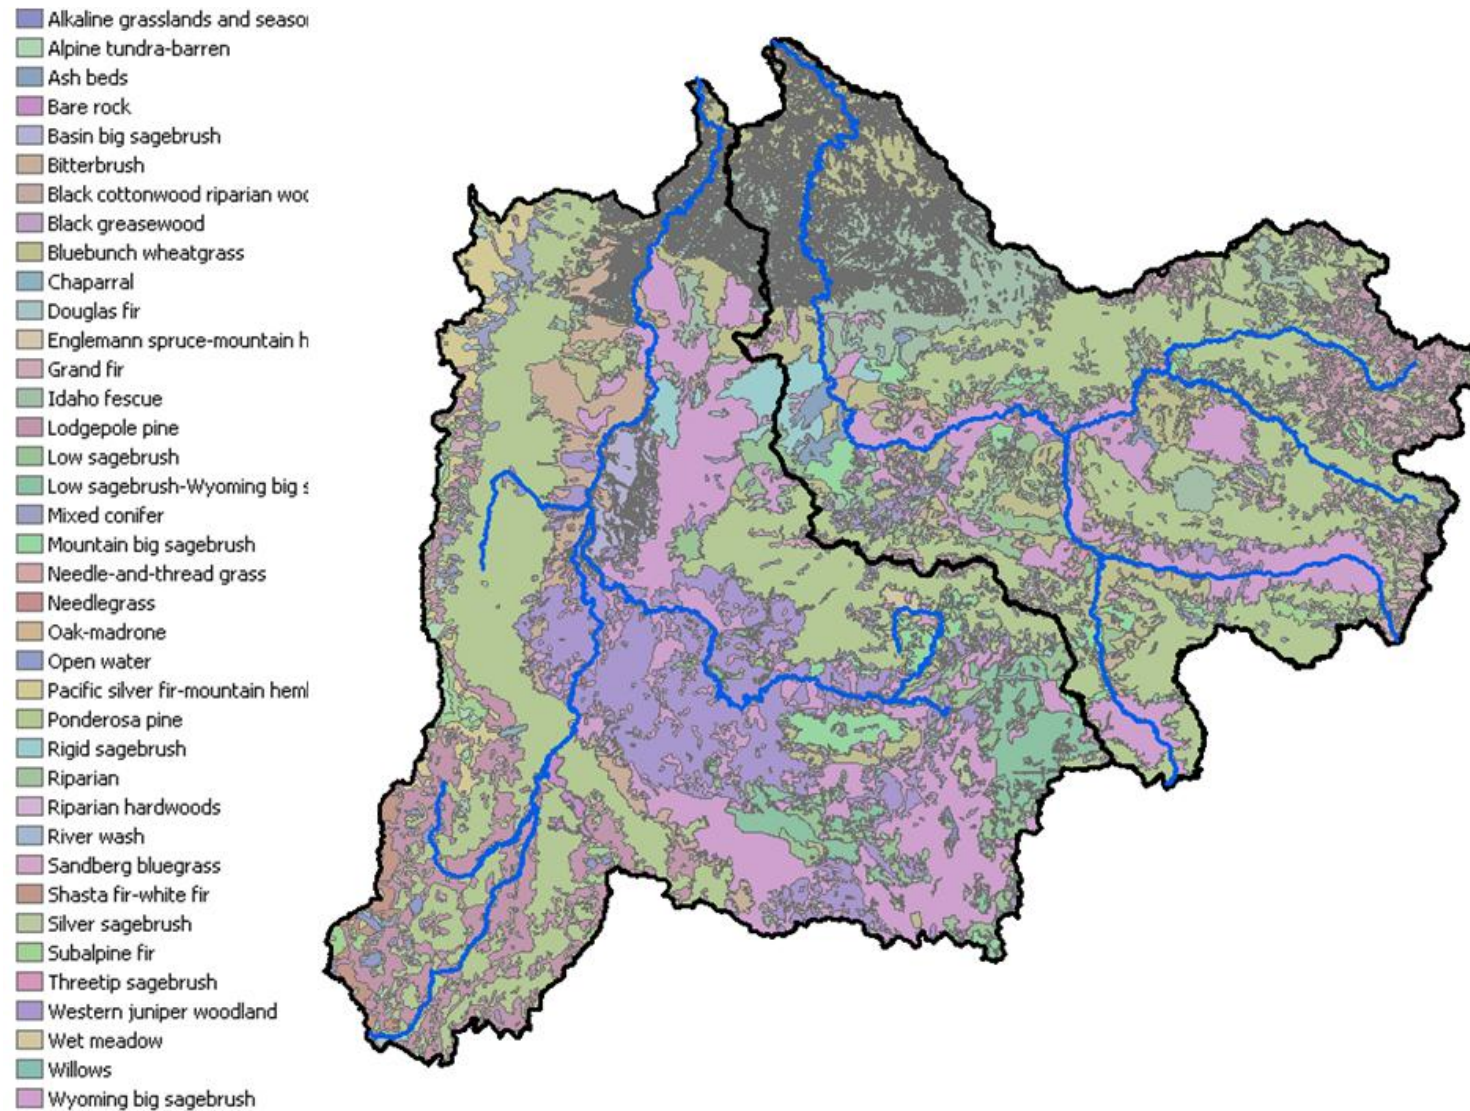 Alkaline grasslands and seaso
Alpine tundra-barren
Ash beds
Bare rock
Basin big sagebrush
Bitterbrush
Black cottonwood riparian woo
Black greasewood
Bluebunch wheatgrass
Chaparral
Douglas fir
Englemann spruce-mountain h
Grand fir
Idaho fescue
Lodgepole pine
Low sagebrush
Low sagebrush-Wyoming big s
Mixed conifer
Mountain big sagebrush
Needle-and-thread grass
Needlegrass
Oak-madrone
Open water
Pacific silver fir-mountain heml
Ponderosa pine
Rigid sagebrush
Riparian
Riparian hardwoods
River wash
Sandberg bluegrass
Shasta fir-white fir
Silver sagebrush
Subalpine fir
Threetip sagebrush
Western juniper woodland
Wet meadow
Willows
Wyoming big sagebrush